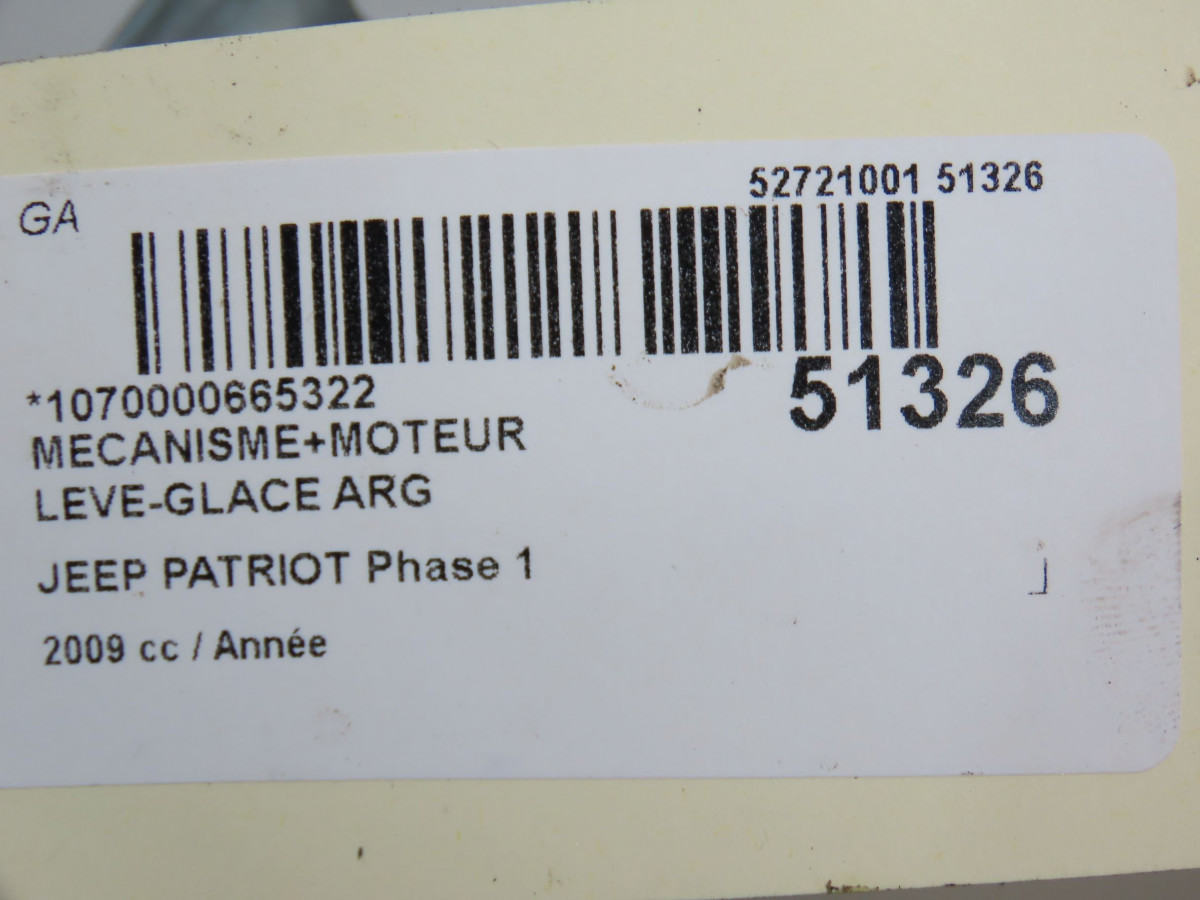 52721001 51326
GA
51326
*1070000665322
MECANISME+MOTEUR
LEVE-GLACE ARG
JEEP PATRIOT Phase 1
2009 cc / Année